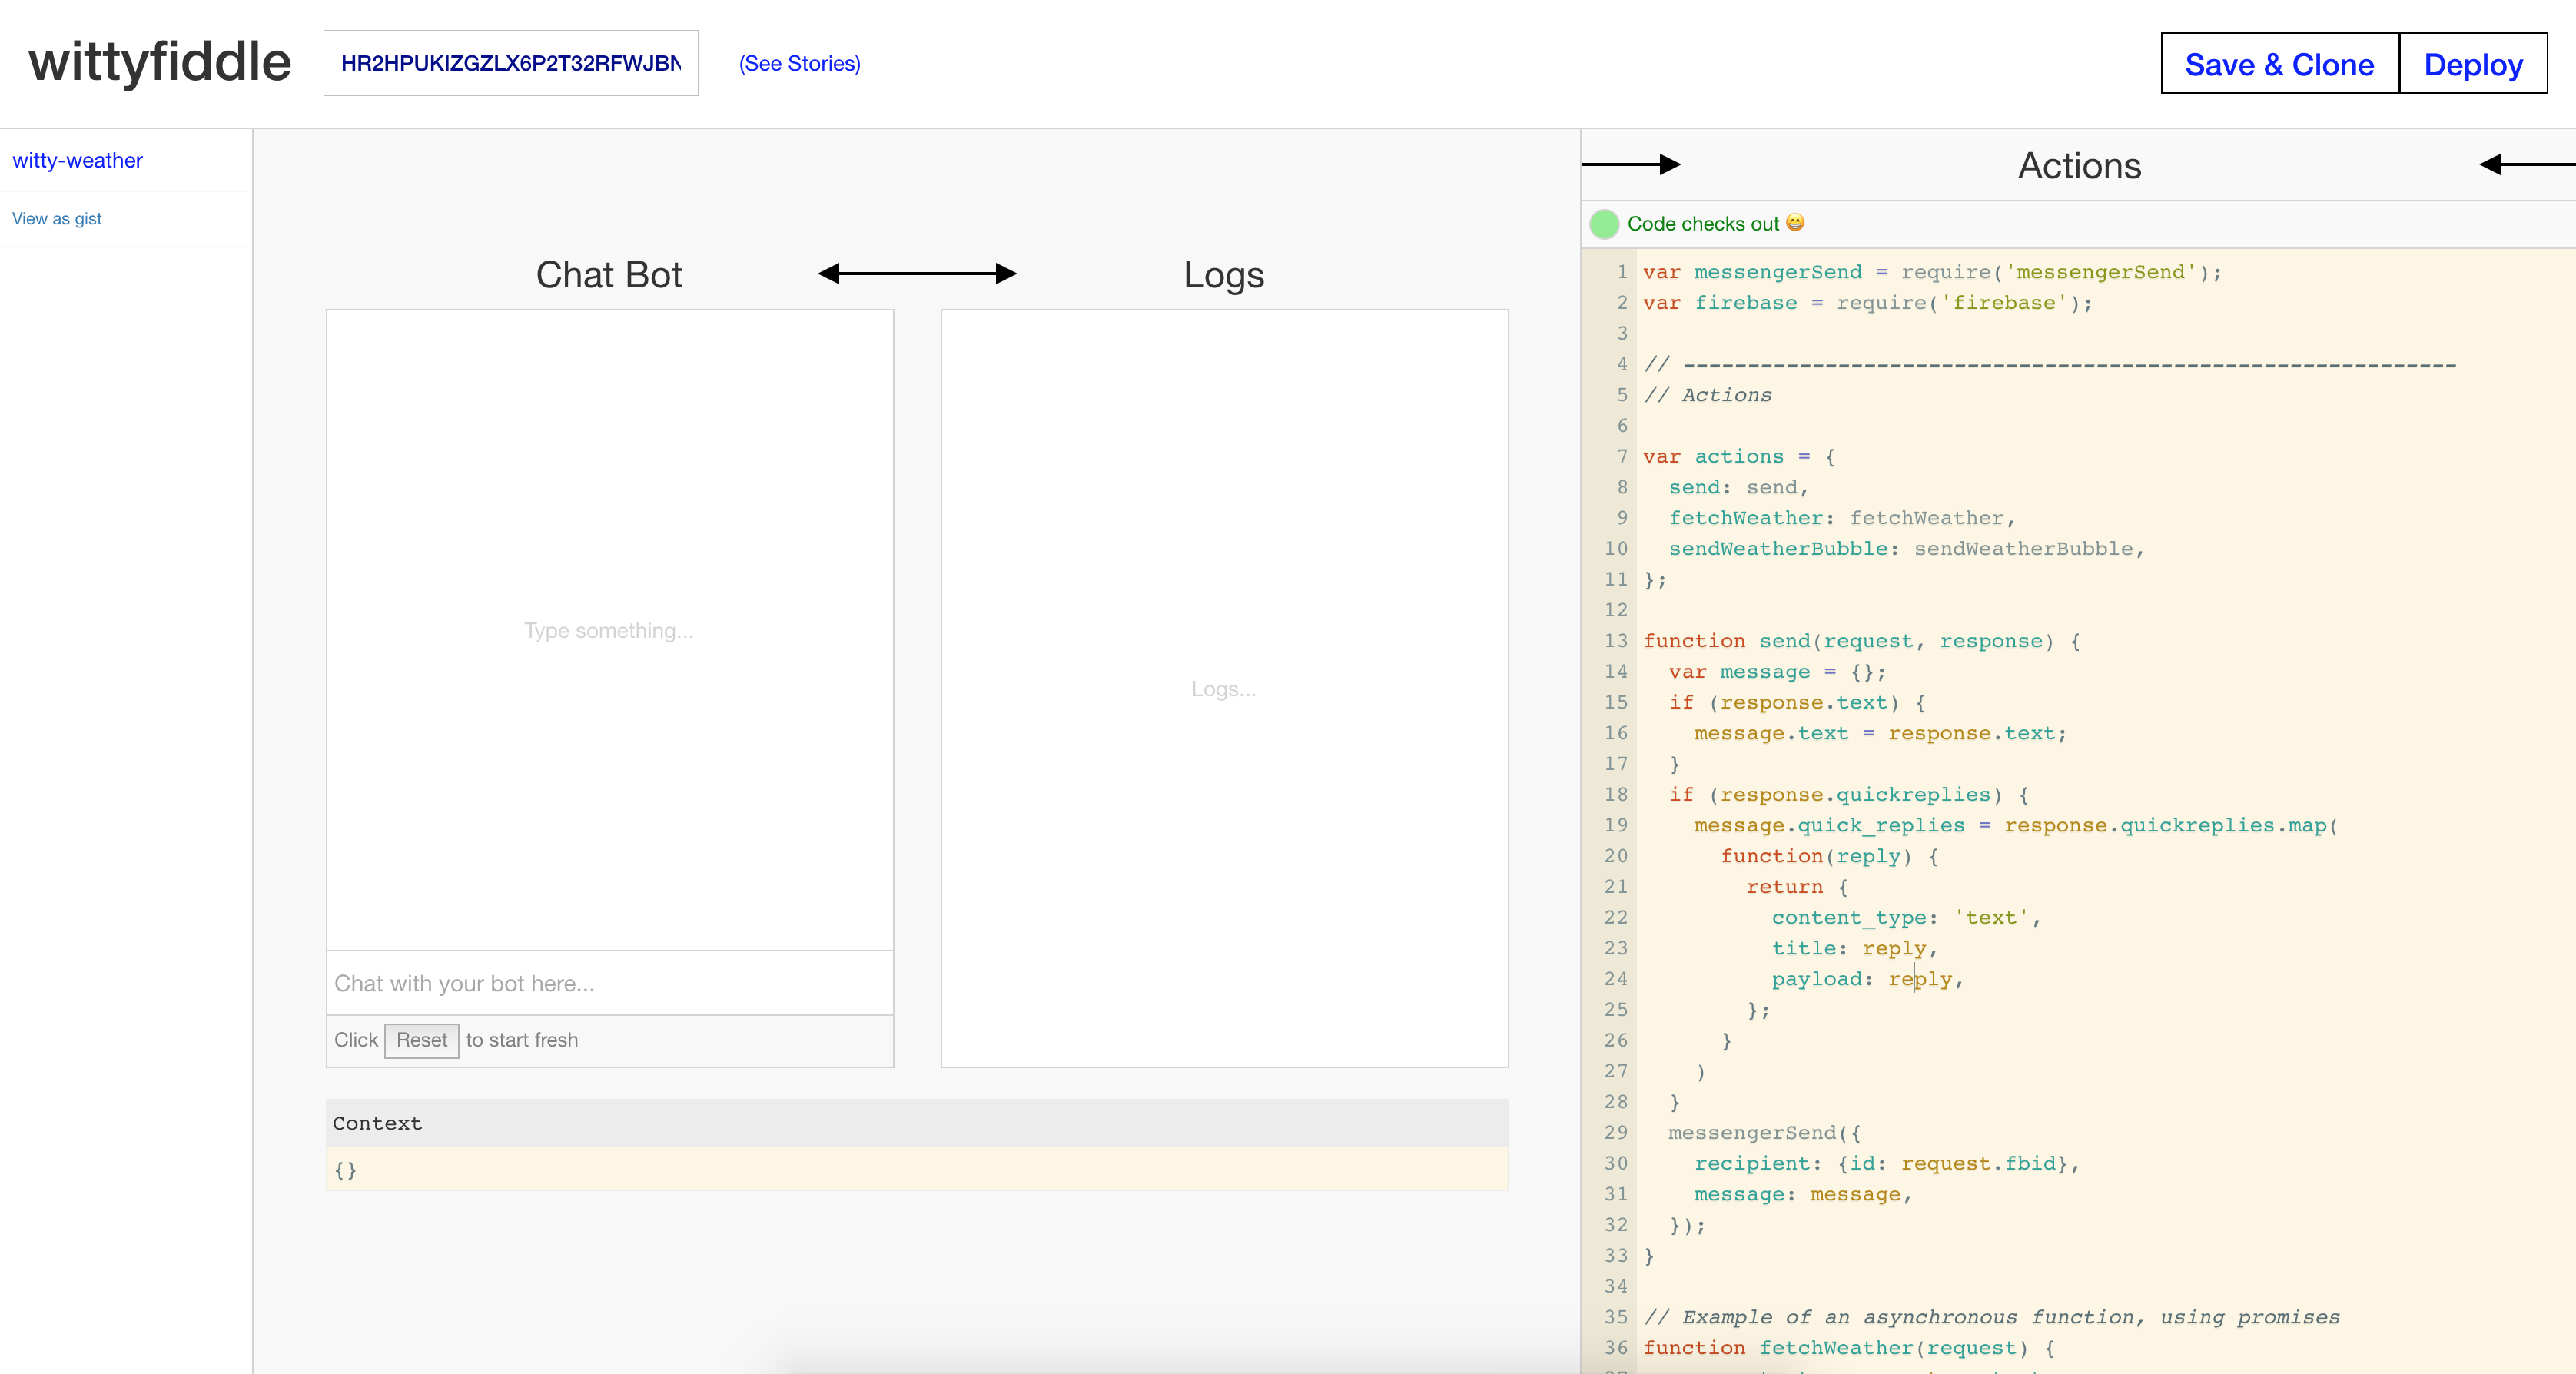 wittyfiddle
HR2HPUKIZGZLX6P2T32RFWJBN
(See Stories)
Save & Clone
Deploy
witty-weather
View as gist
Chat Bot
Logs
Type something...
Logs...
Chat with your bot here...
Click Reset to start fresh
Context
{}
Actions
Code checks out 😁
1 var messengerSend = require('messengerSend');
2 var firebase = require('firebase');
3
4 // ------------------------------------------------------------
5 // Actions
6
7 var actions = {
8   send: send,
9   fetchWeather: fetchWeather,
10   sendWeatherBubble: sendWeatherBubble,
11 };
12
13 function send(request, response) {
14   var message = {};
15   if (response.text) {
16     message.text = response.text;
17   }
18   if (response.quickreplies) {
19     message.quick_replies = response.quickreplies.map(
20       function(reply) {
21         return {
22           content_type: 'text',
23           title: reply,
24           payload: reply,
25         };
26       }
27     )
28   }
29   messengerSend({
30     recipient: {id: request.fbid},
31     message: message,
32   });
33 }
34
35 // Example of an asynchronous function, using promises
36 function fetchWeather(request) {